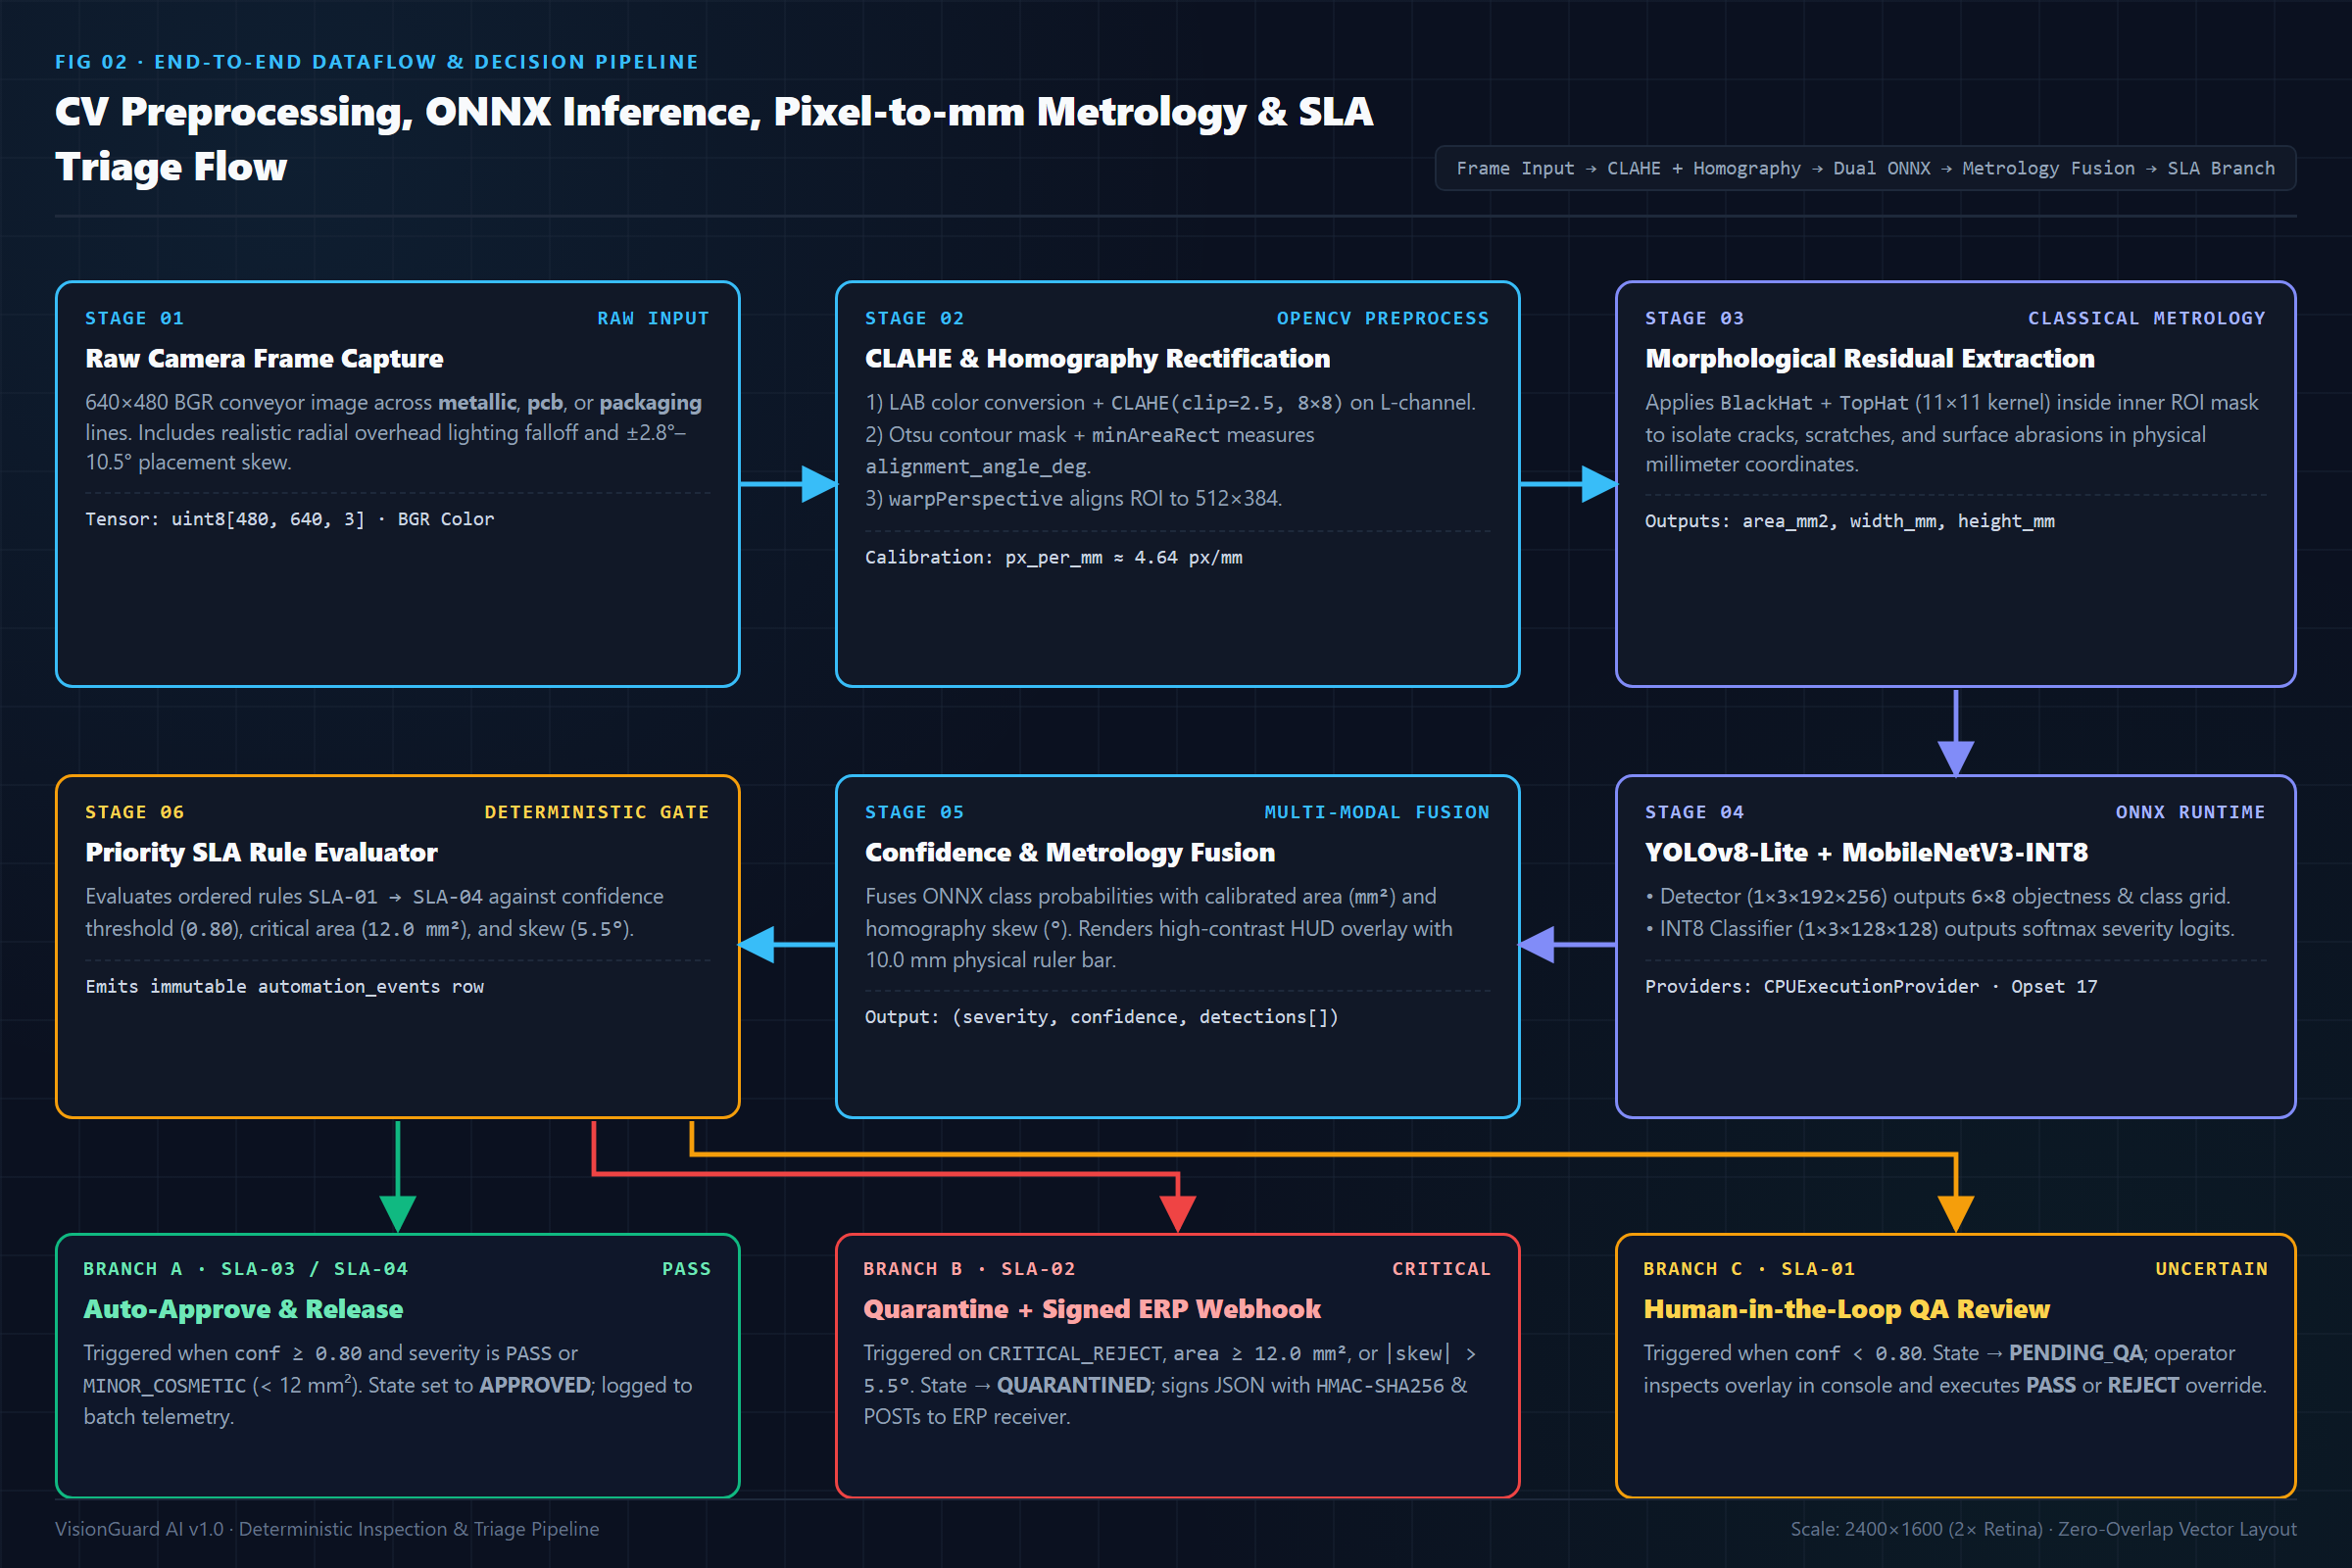 FIG 02 · END-TO-END DATAFLOW & DECISION PIPELINE
CV Preprocessing, ONNX Inference, Pixel-to-mm Metrology & SLA
Triage Flow
Frame Input → CLAHE + Homography → Dual ONNX → Metrology Fusion → SLA Branch
STAGE 01 RAW INPUT
Raw Camera Frame Capture
640×480 BGR conveyor image across metallic, pcb, or packaging
lines. Includes realistic radial overhead lighting falloff and ±2.8°–
10.5° placement skew.
Tensor: uint8[480, 640, 3] · BGR Color
STAGE 02 OPENCV PREPROCESS
CLAHE & Homography Rectification
1) LAB color conversion + CLAHE(clip=2.5, 8×8) on L-channel.
2) Otsu contour mask + minAreaRect measures
alignment_angle_deg.
3) warpPerspective aligns ROI to 512×384.
Calibration: px_per_mm ≈ 4.64 px/mm
STAGE 03 CLASSICAL METROLOGY
Morphological Residual Extraction
Applies BlackHat + TopHat (11×11 kernel) inside inner ROI mask
to isolate cracks, scratches, and surface abrasions in physical
millimeter coordinates.
Outputs: area_mm2, width_mm, height_mm
STAGE 06 DETERMINISTIC GATE
Priority SLA Rule Evaluator
Evaluates ordered rules SLA-01 → SLA-04 against confidence
threshold (0.80), critical area (12.0 mm²), and skew (5.5°).
Emits immutable automation_events row
STAGE 05 MULTI-MODAL FUSION
Confidence & Metrology Fusion
Fuses ONNX class probabilities with calibrated area (mm²) and
homography skew (°). Renders high-contrast HUD overlay with
10.0 mm physical ruler bar.
Output: (severity, confidence, detections[])
STAGE 04 ONNX RUNTIME
YOLOv8-Lite + MobileNetV3-INT8
• Detector (1×3×192×256) outputs 6×8 objectness & class grid.
• INT8 Classifier (1×3×128×128) outputs softmax severity logits.
Providers: CPUExecutionProvider · Opset 17
BRANCH A · SLA-03 / SLA-04 PASS
Auto-Approve & Release
Triggered when conf ≥ 0.80 and severity is PASS or
MINOR_COSMETIC (< 12 mm²). State set to APPROVED; logged to
batch telemetry.
BRANCH B · SLA-02 CRITICAL
Quarantine + Signed ERP Webhook
Triggered on CRITICAL_REJECT, area ≥ 12.0 mm², or |skew| >
5.5°. State → QUARANTINED; signs JSON with HMAC-SHA256 &
POSTs to ERP receiver.
BRANCH C · SLA-01 UNCERTAIN
Human-in-the-Loop QA Review
Triggered when conf < 0.80. State → PENDING_QA; operator
inspects overlay in console and executes PASS or REJECT override.
VisionGuard AI v1.0 · Deterministic Inspection & Triage Pipeline
Scale: 2400×1600 (2× Retina) · Zero-Overlap Vector Layout